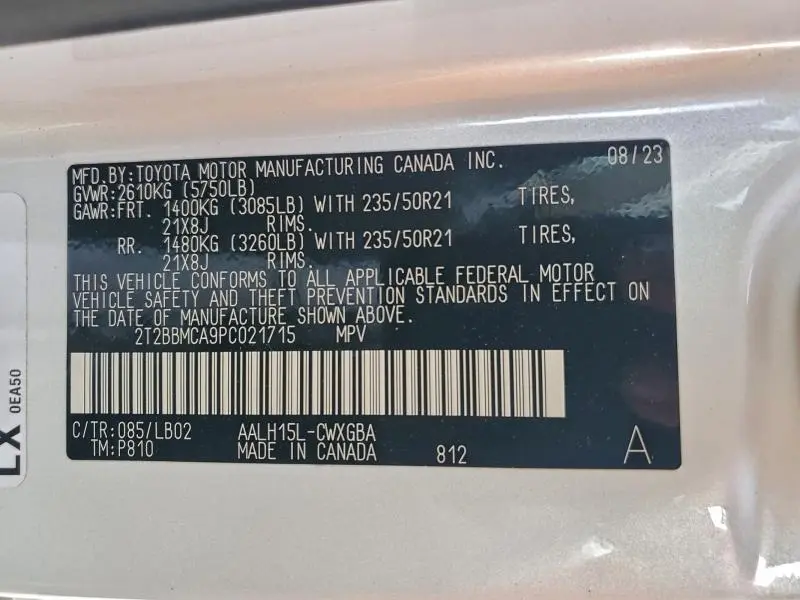 MFD.BY:TOYOTA MOTOR MANUFACTURING CANADA INC. 08/23
GVWR:2610KG (5750LB)
GAWR:FRT. 1400KG (3085LB) WITH 235/50R21 TIRES,
21X8J RIMS.
RR. 1480KG (3260LB) WITH 235/50R21 TIRES,
21X8J RIMS.
THIS VEHICLE CONFORMS TO ALL APPLICABLE FEDERAL MOTOR
VEHICLE SAFETY AND THEFT PREVENTION STANDARDS IN EFFECT ON
THE DATE OF MANUFACTURE SHOWN ABOVE.
2T2BBMCA9PC021715 MPV
C/TR:085/LB02 AALH15L-CWXGBA
TM:P810 MADE IN CANADA 812 A
LX 0EA50